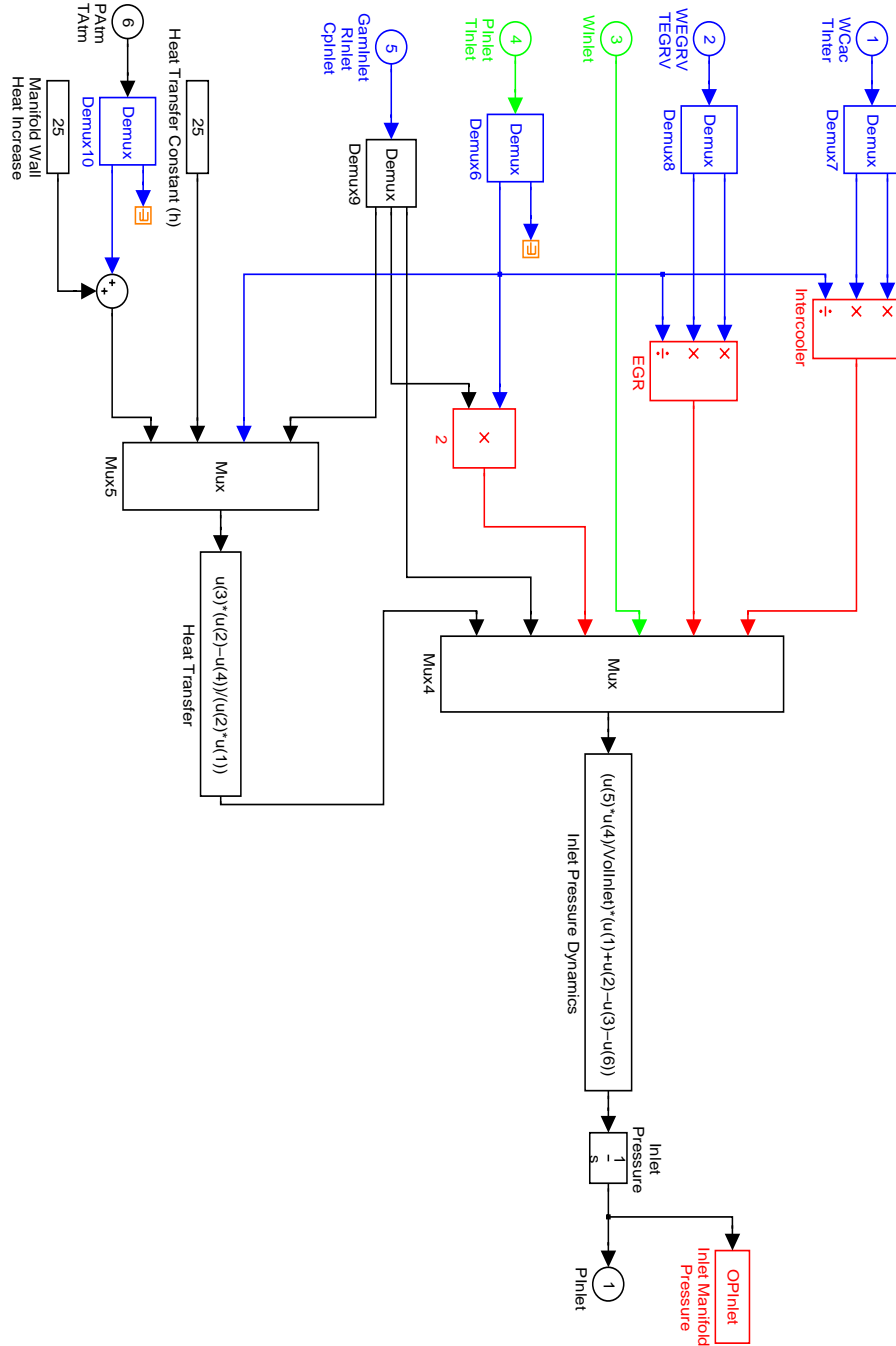 1
WCac
TInter
Demux
Demux7
×
×
÷
Intercooler
2
WEGRV
TEGRV
Demux
Demux8
×
×
÷
EGR
3
WInlet
4
PInlet
TInlet
Demux
Demux6
×
2
5
GamInlet
RInlet
CpInlet
Demux
Demux9
Mux
Mux4
(u(5)*u(4)/VolInlet)*(u(1)+u(2)−u(3)−u(6))
Inlet Pressure Dynamics
Inlet
Pressure
1
s
OPInlet
Inlet Manifold
Pressure
1
PInlet
25
Heat Transfer Constant (h)
6
PAtm
TAtm
Demux
Demux10
25
Manifold Wall
Heat Increase
+
+
Mux
Mux5
u(3)*(u(2)−u(4))/(u(2)*u(1))
Heat Transfer